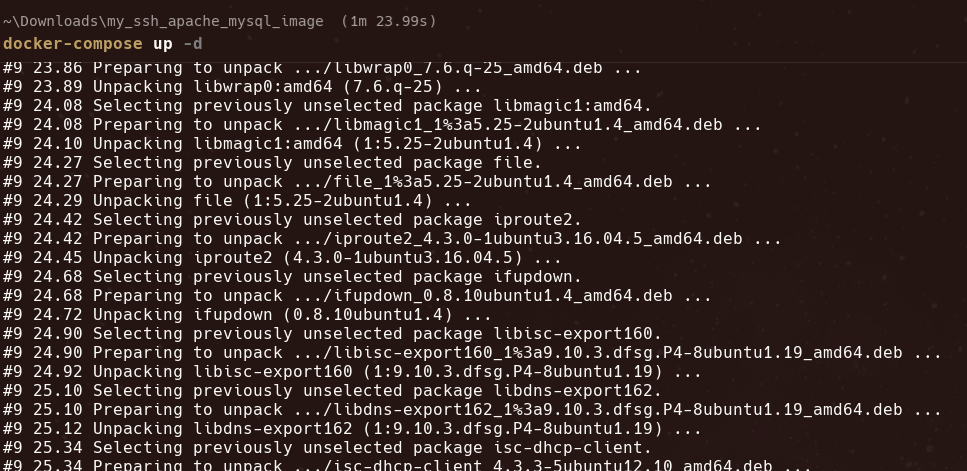 ~\Downloads\my_ssh_apache_mysql_image  (1m 23.99s)
docker-compose up -d
#9 23.86 Preparing to unpack .../libwrap0_7.6.q-25_amd64.deb ...
#9 23.89 Unpacking libwrap0:amd64 (7.6.q-25) ...
#9 24.08 Selecting previously unselected package libmagic1:amd64.
#9 24.08 Preparing to unpack .../libmagic1_1%3a5.25-2ubuntu1.4_amd64.deb ...
#9 24.10 Unpacking libmagic1:amd64 (1:5.25-2ubuntu1.4) ...
#9 24.27 Selecting previously unselected package file.
#9 24.27 Preparing to unpack .../file_1%3a5.25-2ubuntu1.4_amd64.deb ...
#9 24.29 Unpacking file (1:5.25-2ubuntu1.4) ...
#9 24.42 Selecting previously unselected package iproute2.
#9 24.42 Preparing to unpack .../iproute2_4.3.0-1ubuntu3.16.04.5_amd64.deb ...
#9 24.45 Unpacking iproute2 (4.3.0-1ubuntu3.16.04.5) ...
#9 24.68 Selecting previously unselected package ifupdown.
#9 24.68 Preparing to unpack .../ifupdown_0.8.10ubuntu1.4_amd64.deb ...
#9 24.72 Unpacking ifupdown (0.8.10ubuntu1.4) ...
#9 24.90 Selecting previously unselected package libisc-export160.
#9 24.90 Preparing to unpack .../libisc-export160_1%3a9.10.3.dfsg.P4-8ubuntu1.19_amd64.deb ...
#9 24.92 Unpacking libisc-export160 (1:9.10.3.dfsg.P4-8ubuntu1.19) ...
#9 25.10 Selecting previously unselected package libdns-export162.
#9 25.10 Preparing to unpack .../libdns-export162_1%3a9.10.3.dfsg.P4-8ubuntu1.19_amd64.deb ...
#9 25.12 Unpacking libdns-export162 (1:9.10.3.dfsg.P4-8ubuntu1.19) ...
#9 25.34 Selecting previously unselected package isc-dhcp-client.
#9 25.34 Preparing to unpack .../isc-dhcp-client_4.3.3-5ubuntu12.10_amd64.deb ...